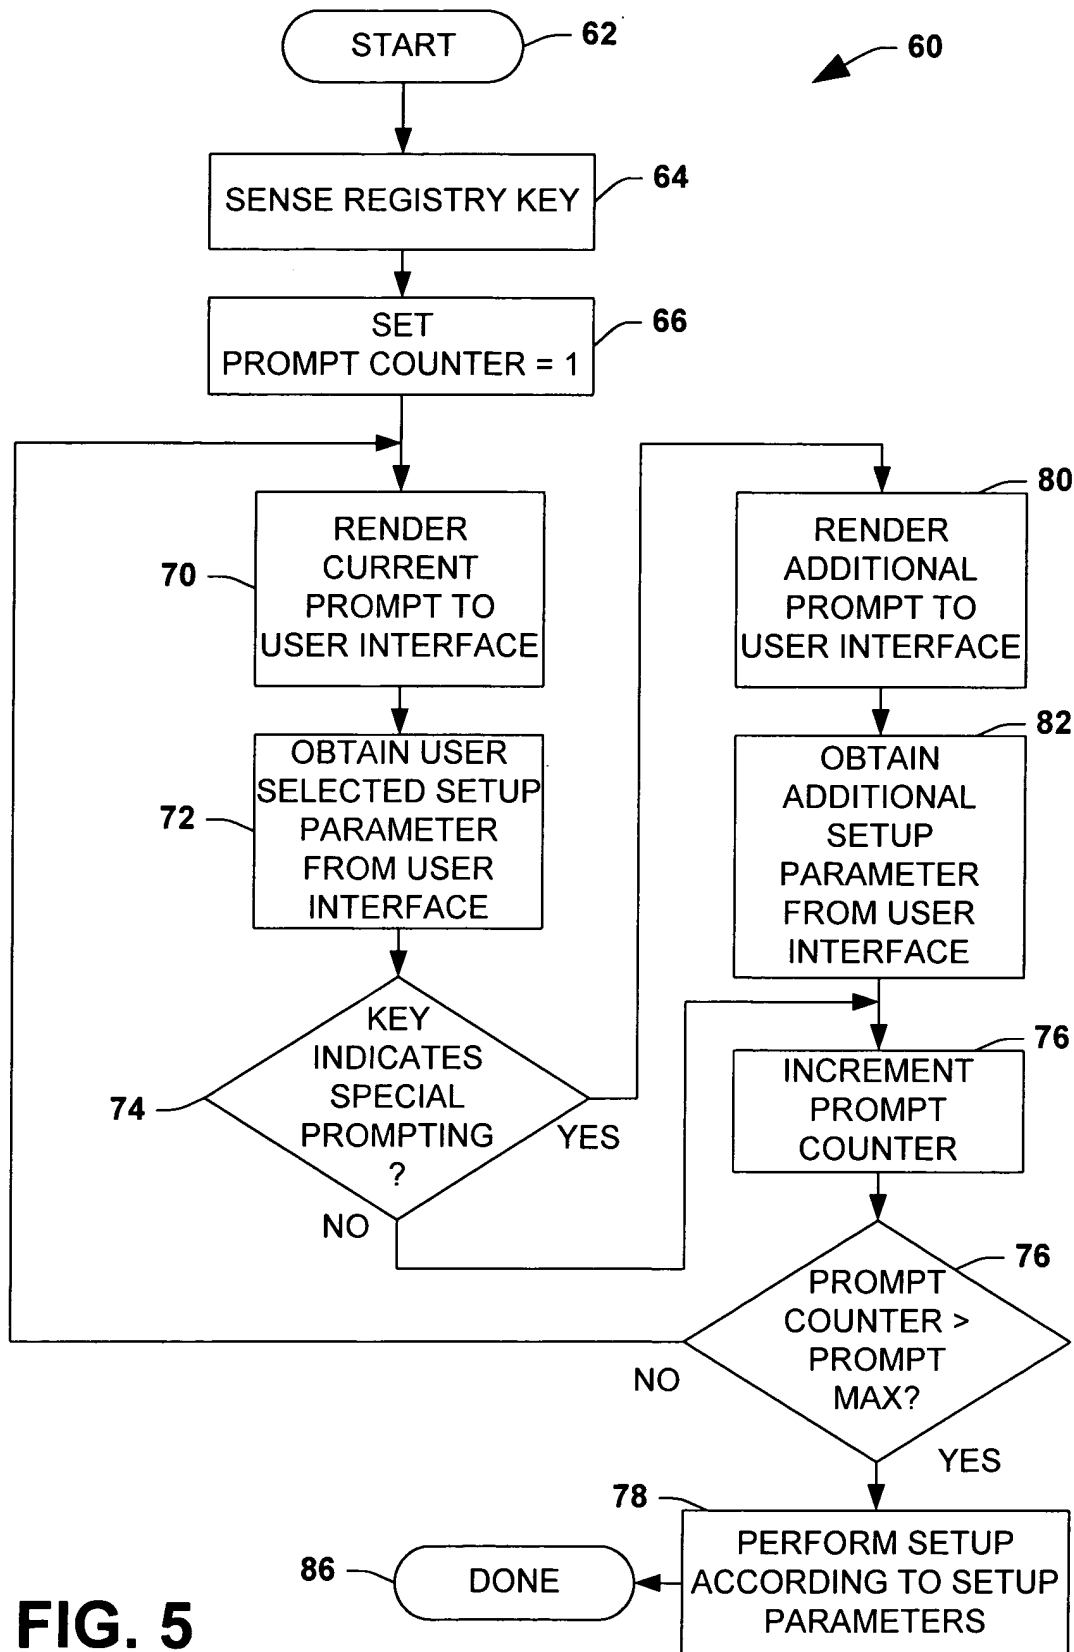 START
62
60
SENSE REGISTRY KEY
64
SET
PROMPT COUNTER = 1
66
RENDER
CURRENT
PROMPT TO
USER INTERFACE
70
OBTAIN USER
SELECTED SETUP
PARAMETER
FROM USER
INTERFACE
72
KEY
INDICATES
SPECIAL
PROMPTING
?
74
YES
NO
80
RENDER
ADDITIONAL
PROMPT TO
USER INTERFACE
82
OBTAIN
ADDITIONAL
SETUP
PARAMETER
FROM USER
INTERFACE
76
INCREMENT
PROMPT
COUNTER
76
PROMPT
COUNTER >
PROMPT
MAX?
NO
YES
78
PERFORM SETUP
ACCORDING TO SETUP
PARAMETERS
86
DONE
FIG. 5